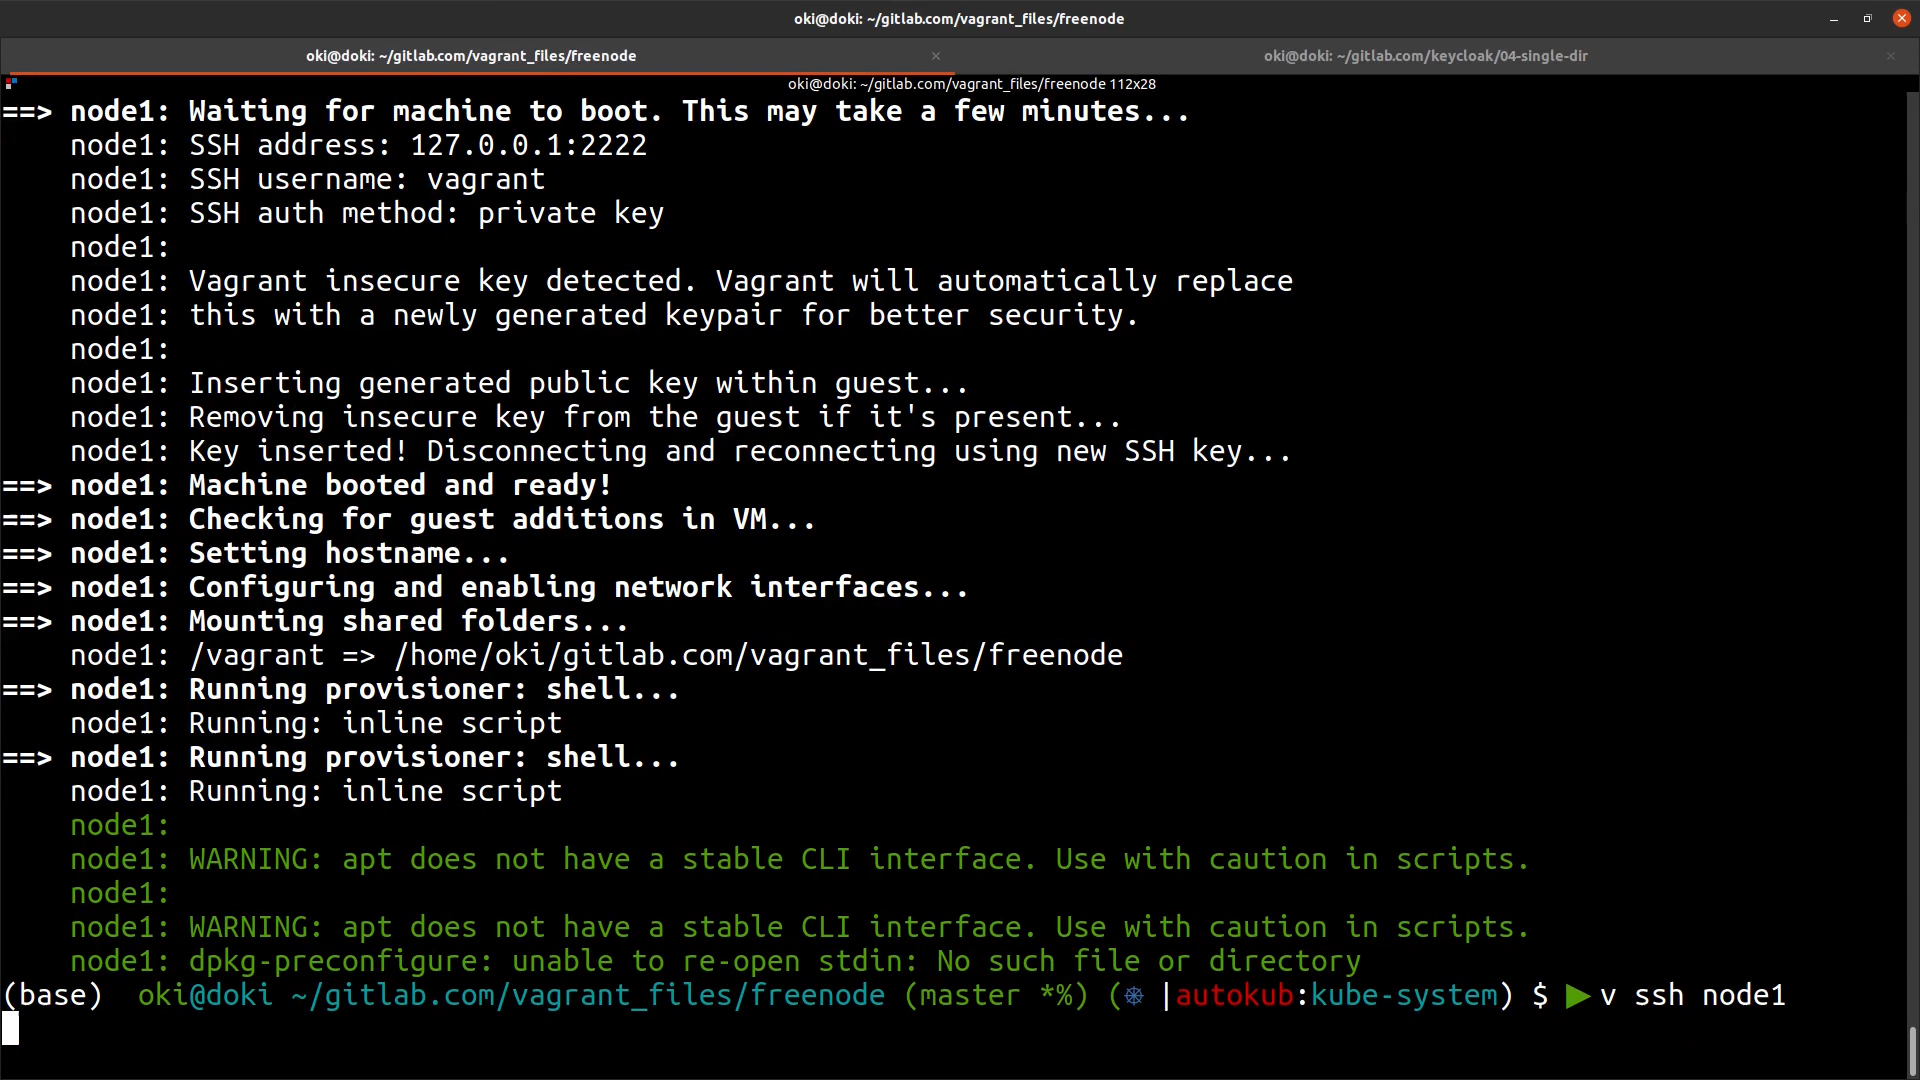 oki@doki: ~/gitlab.com/vagrant_files/freenode
oki@doki: ~/gitlab.com/vagrant_files/freenode
oki@doki: ~/gitlab.com/keycloak/04-single-dir
oki@doki: ~/gitlab.com/vagrant_files/freenode 112x28
==> node1: Waiting for machine to boot. This may take a few minutes...
node1: SSH address: 127.0.0.1:2222
node1: SSH username: vagrant
node1: SSH auth method: private key
node1:
node1: Vagrant insecure key detected. Vagrant will automatically replace
node1: this with a newly generated keypair for better security.
node1:
node1: Inserting generated public key within guest...
node1: Removing insecure key from the guest if it's present...
node1: Key inserted! Disconnecting and reconnecting using new SSH key...
==> node1: Machine booted and ready!
==> node1: Checking for guest additions in VM...
==> node1: Setting hostname...
==> node1: Configuring and enabling network interfaces...
==> node1: Mounting shared folders...
node1: /vagrant => /home/oki/gitlab.com/vagrant_files/freenode
==> node1: Running provisioner: shell...
node1: Running: inline script
==> node1: Running provisioner: shell...
node1: Running: inline script
node1:
node1: WARNING: apt does not have a stable CLI interface. Use with caution in scripts.
node1:
node1: WARNING: apt does not have a stable CLI interface. Use with caution in scripts.
node1: dpkg-preconfigure: unable to re-open stdin: No such file or directory
(base) oki@doki ~/gitlab.com/vagrant_files/freenode (master *%) (⎈ |autokub:kube-system) $ ▶ v ssh node1